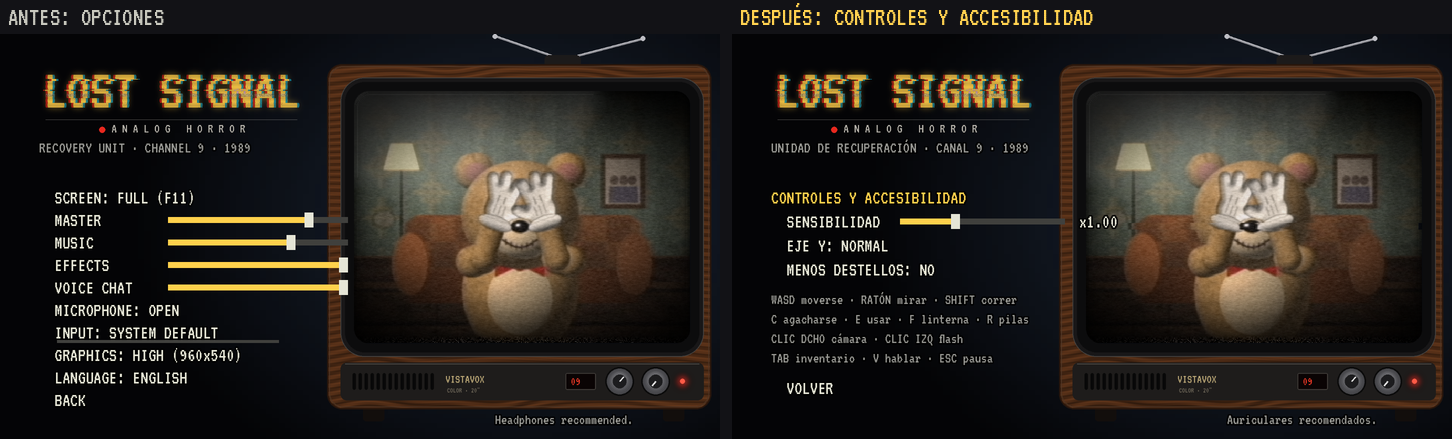 ANTES: OPCIONES
LOST SIGNAL
ANALOG HORROR
RECOVERY UNIT · CHANNEL 9 · 1989
SCREEN: FULL (F11)
MASTER
MUSIC
EFFECTS
VOICE CHAT
MICROPHONE: OPEN
INPUT: SYSTEM DEFAULT
GRAPHICS: HIGH (960x540)
LANGUAGE: ENGLISH
BACK
VISTAVOX
COLOR · 20"
09
Headphones recommended.
DESPUÉS: CONTROLES Y ACCESIBILIDAD
LOST SIGNAL
ANALOG HORROR
UNIDAD DE RECUPERACIÓN · CANAL 9 · 1989
CONTROLES Y ACCESIBILIDAD
SENSIBILIDAD x1.00
EJE Y: NORMAL
MENOS DESTELLOS: NO
WASD moverse · RATÓN mirar · SHIFT correr
C agacharse · E usar · F linterna · R pilas
CLIC DCHO cámara · CLIC IZQ flash
TAB inventario · V hablar · ESC pausa
VOLVER
VISTAVOX
COLOR · 20"
09
Auriculares recomendados.